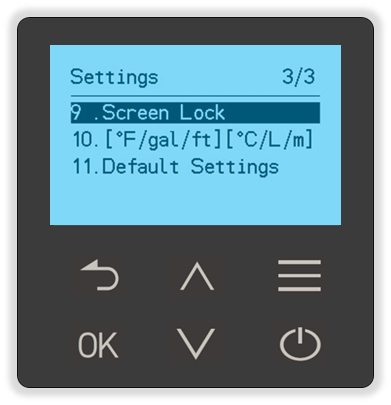 Settings 3/3
9 .Screen Lock
10.[°F/gal/ft][°C/L/m]
11.Default Settings
OK